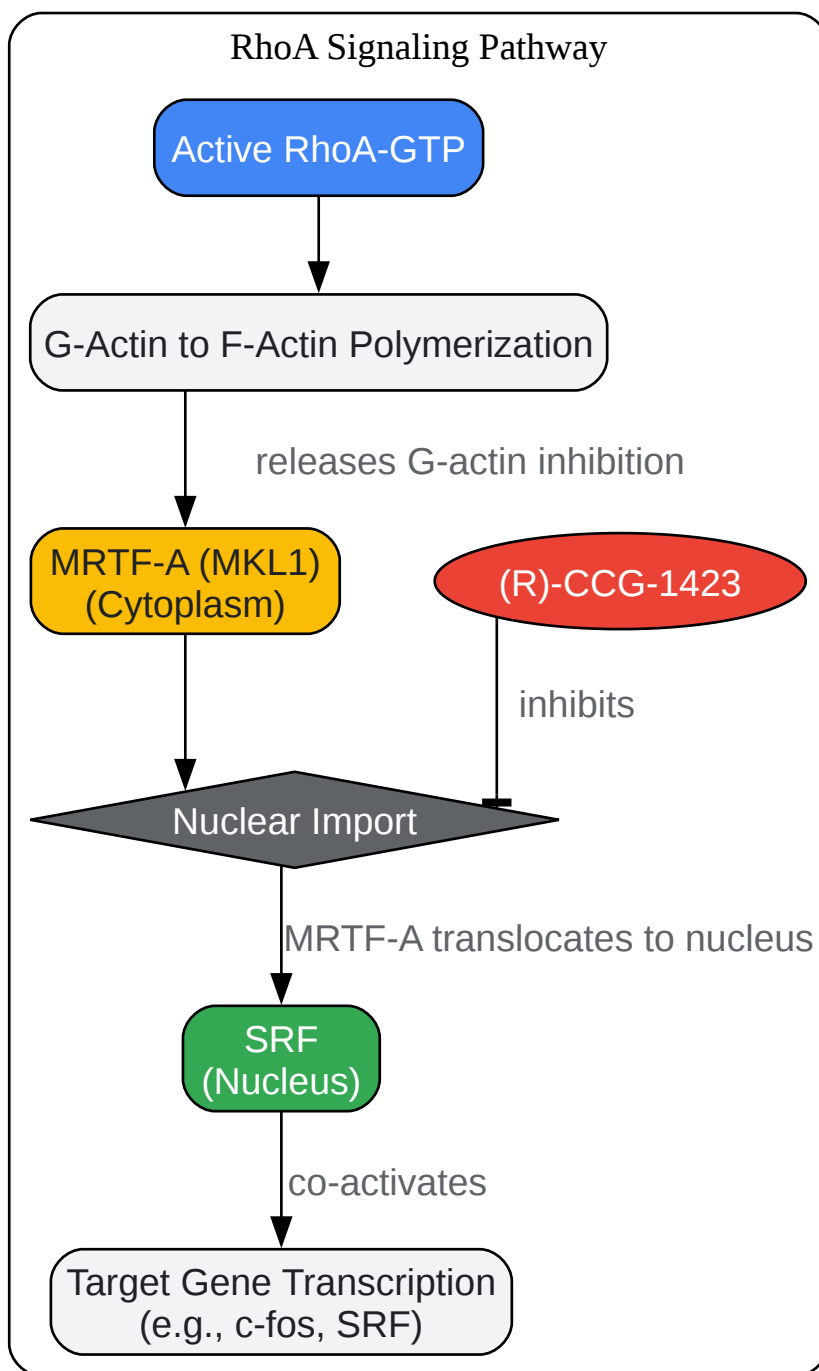 RhoA Signaling Pathway
Active RhoA-GTP
G-Actin to F-Actin Polymerization
releases G-actin inhibition
MRTF-A (MKL1)
(Cytoplasm)
(R)-CCG-1423
inhibits
Nuclear Import
MRTF-A translocates to nucleus
SRF
(Nucleus)
co-activates
Target Gene Transcription
(e.g., c-fos, SRF)